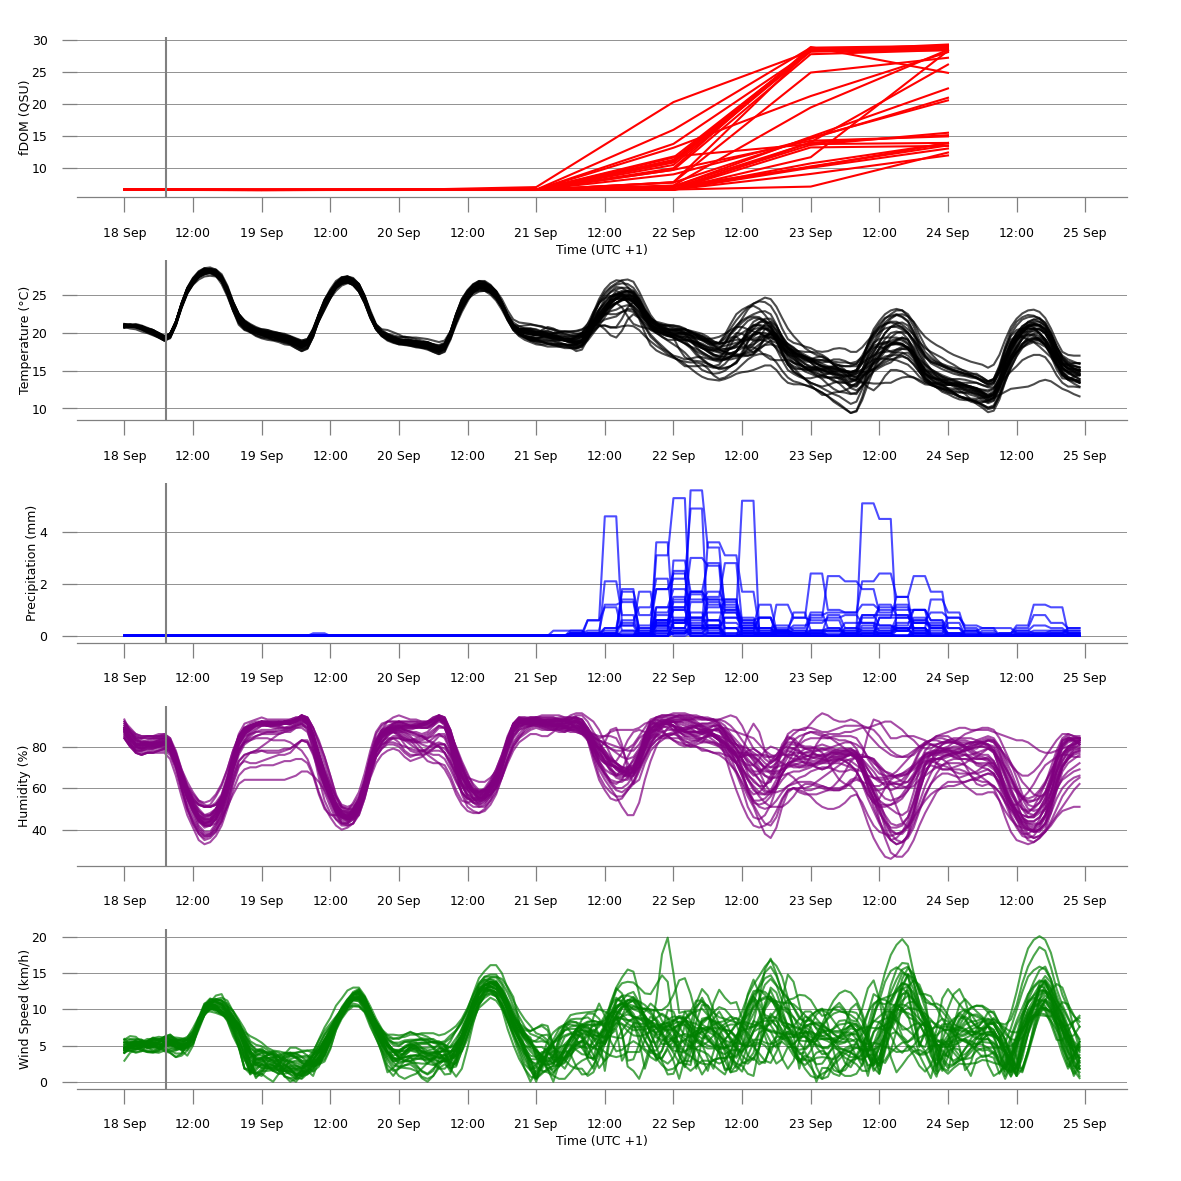 30
25
20
15
10
fDOM (QSU)
18 Sep 12:00 19 Sep 12:00 20 Sep 12:00 21 Sep 12:00 22 Sep 12:00 23 Sep 12:00 24 Sep 12:00 25 Sep
Time (UTC +1)
25
20
15
10
Temperature (°C)
18 Sep 12:00 19 Sep 12:00 20 Sep 12:00 21 Sep 12:00 22 Sep 12:00 23 Sep 12:00 24 Sep 12:00 25 Sep
4
2
0
Precipitation (mm)
18 Sep 12:00 19 Sep 12:00 20 Sep 12:00 21 Sep 12:00 22 Sep 12:00 23 Sep 12:00 24 Sep 12:00 25 Sep
80
60
40
Humidity (%)
18 Sep 12:00 19 Sep 12:00 20 Sep 12:00 21 Sep 12:00 22 Sep 12:00 23 Sep 12:00 24 Sep 12:00 25 Sep
20
15
10
5
0
Wind Speed (km/h)
18 Sep 12:00 19 Sep 12:00 20 Sep 12:00 21 Sep 12:00 22 Sep 12:00 23 Sep 12:00 24 Sep 12:00 25 Sep
Time (UTC +1)